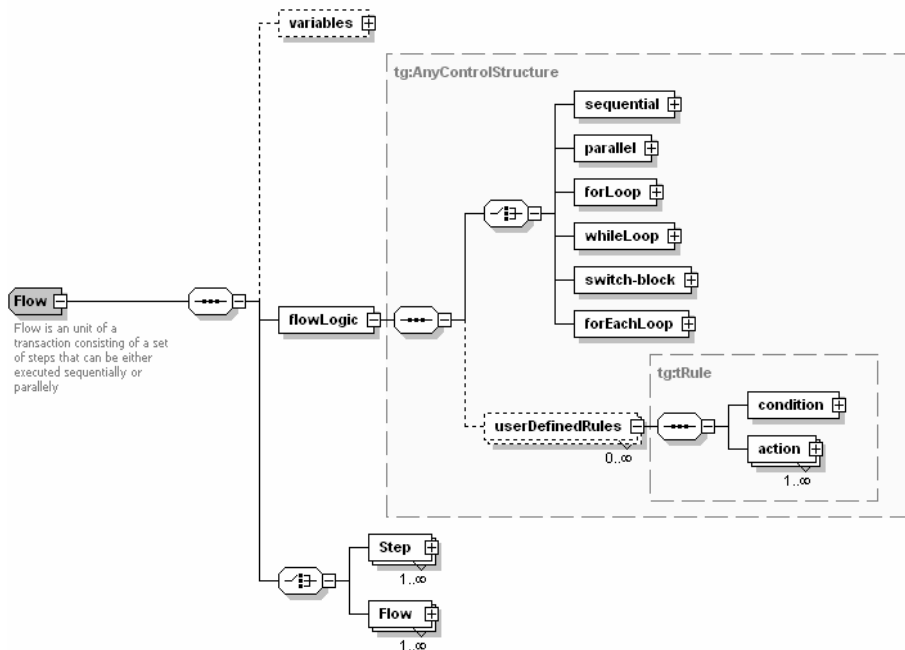 variables
tg:AnyControlStructure
sequential
parallel
forLoop
whileLoop
switch-block
forEachLoop
Flow
Flow is an unit of a
transaction consisting of a set
of steps that can be either
executed sequentially or
parallely
flowLogic
tg:tRule
condition
action
1..∞
userDefinedRules
0..∞
Step
1..∞
Flow
1..∞